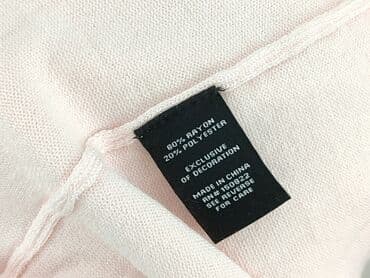 80% RAYON
20% POLYESTER
EXCLUSIVE
OF DECORATION
MADE IN CHINA
RN# 150822
SEE REVERSE
FOR CARE